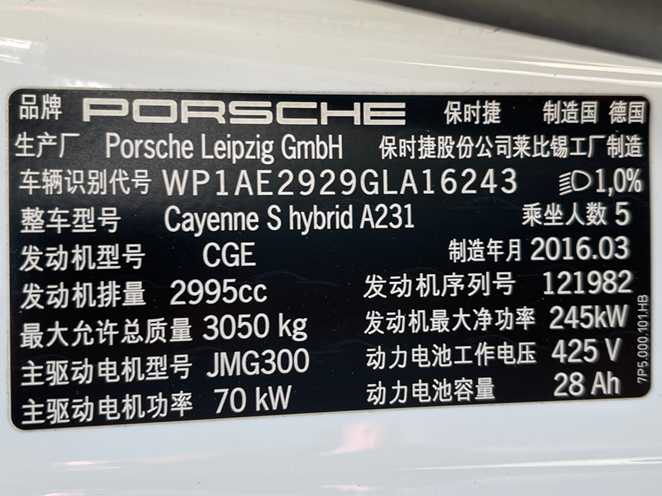 品牌 PORSCHE 保时捷 制造国 德国
生产厂 Porsche Leipzig GmbH 保时捷股份公司莱比锡工厂制造
车辆识别代号 WP1AE2929GLA16243 1,0%
整车型号 Cayenne S hybrid A231 乘坐人数 5
发动机型号 CGE 制造年月 2016.03
发动机排量 2995cc 发动机序列号 121982
最大允许总质量 3050 kg 发动机最大净功率 245kW
主驱动电机型号 JMG300 动力电池工作电压 425 V
主驱动电机功率 70 kW 动力电池容量 28 Ah
7P5.000.101.HB